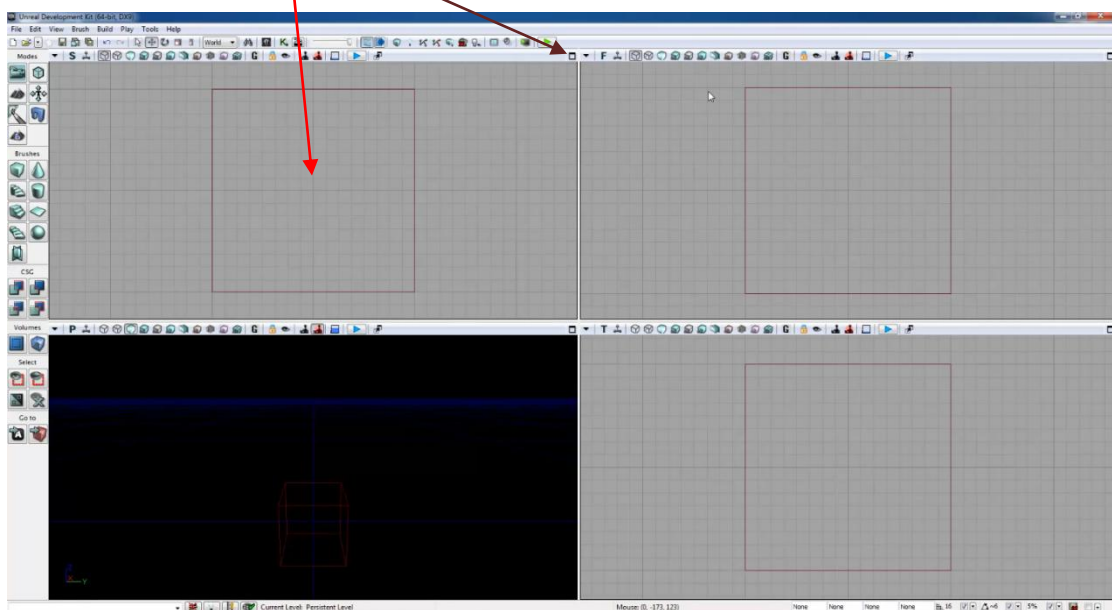 Unreal Development Kit (64-bit, DX9)
File Edit View Brush Build Play Tools Help
World
Modes
S
G
F
G
Brushes
CSG
Volumes
P
G
T
G
Select
Go to
Current Level: Persistent Level
Mouse: (0, -173, 123)
None None None None
16
5%